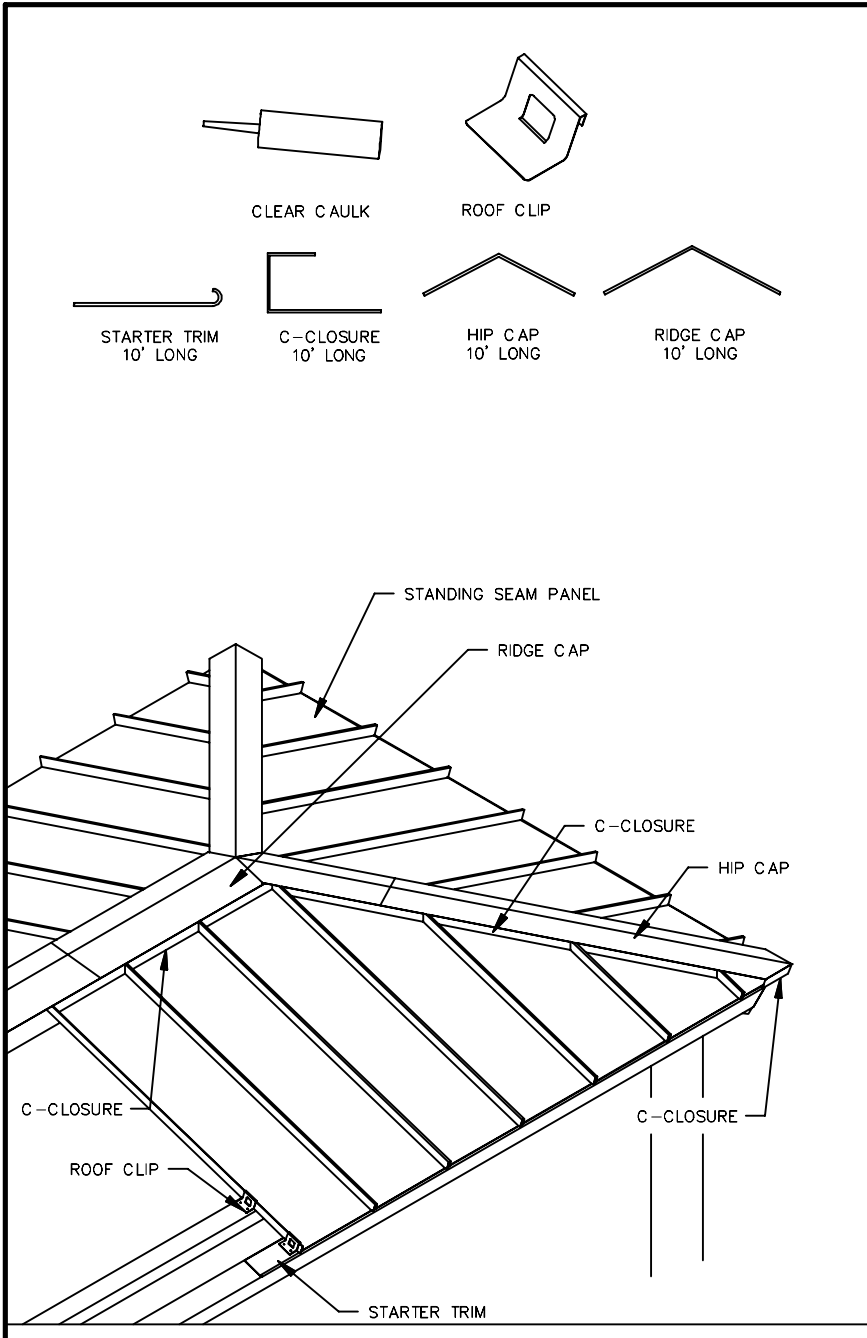 CLEAR CAULK
ROOF CLIP
STARTER TRIM
10' LONG
C-CLOSURE
10' LONG
HIP CAP
10' LONG
RIDGE CAP
10' LONG
STANDING SEAM PANEL
RIDGE CAP
C-CLOSURE
HIP CAP
C-CLOSURE
C-CLOSURE
ROOF CLIP
STARTER TRIM